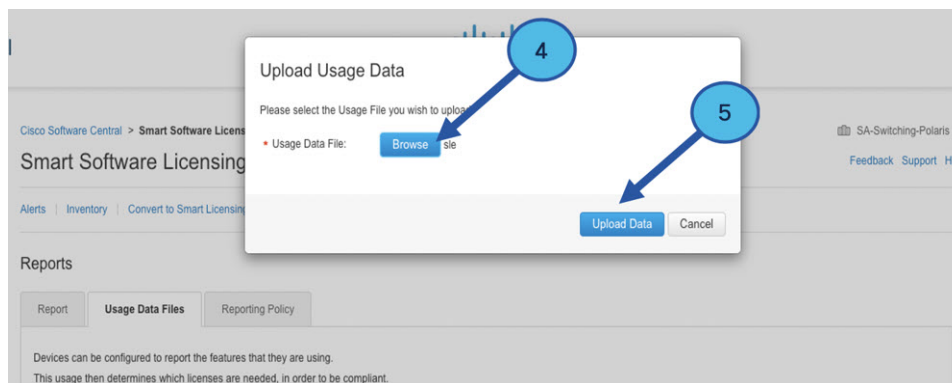 4
Upload Usage Data
Please select the Usage File you wish to upload
5
Cisco Software Central > Smart Software Licens
SA-Switching-Polaris
* Usage Data File: Browse sle
Smart Software Licensing
Feedback Support H
Alerts | Inventory | Convert to Smart Licensing
Upload Data Cancel
Reports
Report Usage Data Files Reporting Policy
Devices can be configured to report the features that they are using.
This usage then determines which licenses are needed, in order to be compliant.